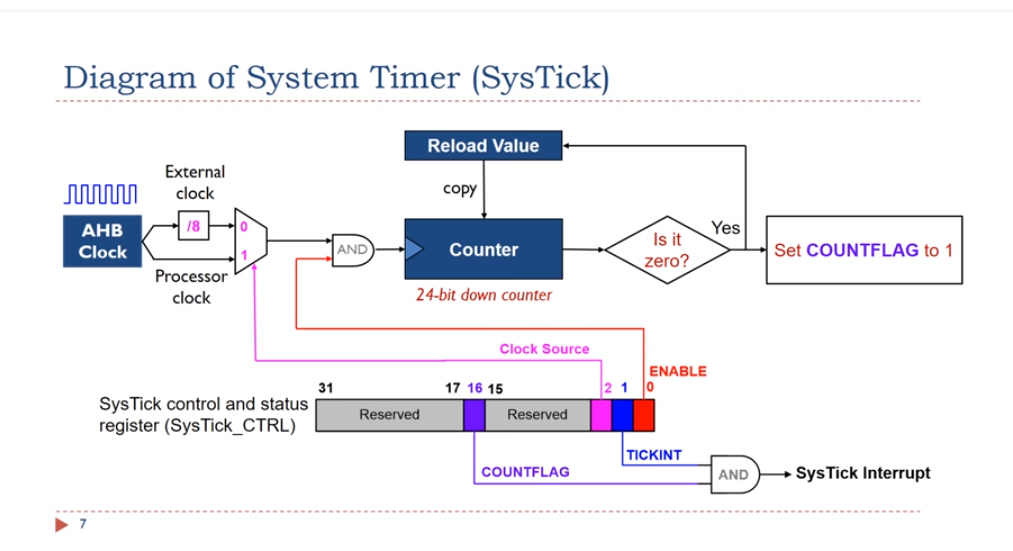 Diagram of System Timer (SysTick)
Reload Value
External
clock
copy
AHB
Clock
/8
0
1
Processor
clock
AND
Counter
24-bit down counter
Is it
zero?
Yes
Set COUNTFLAG to 1
Clock Source
ENABLE
31
17 16 15
2 1 0
SysTick control and status
register (SysTick_CTRL)
Reserved
Reserved
TICKINT
COUNTFLAG
AND
SysTick Interrupt
7